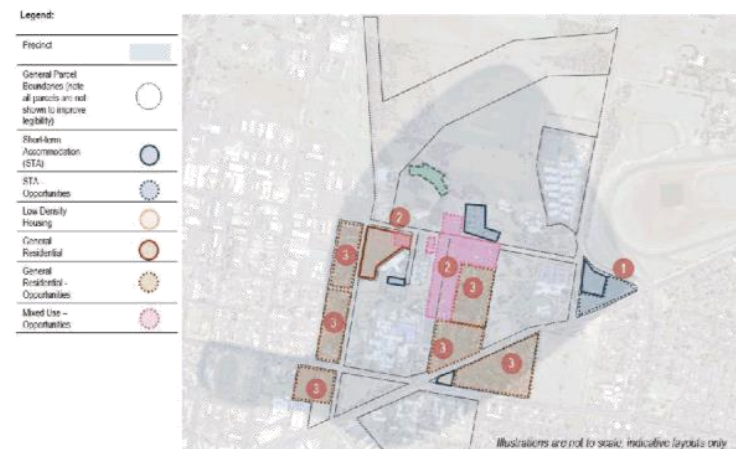 Legend:
Precinct
General Parcel
Boundaries (note
all parcels are not
shown to improve
legibility)
Short-term
Accommodation
(STA)
STA
Opportunities
Low Density
Housing
General
Residential
General
Residential -
Opportunities
Mixed Use –
Opportunities
2
3
1
2
3
3
3
3
3
Illustrations are not to scale, indicative layouts only